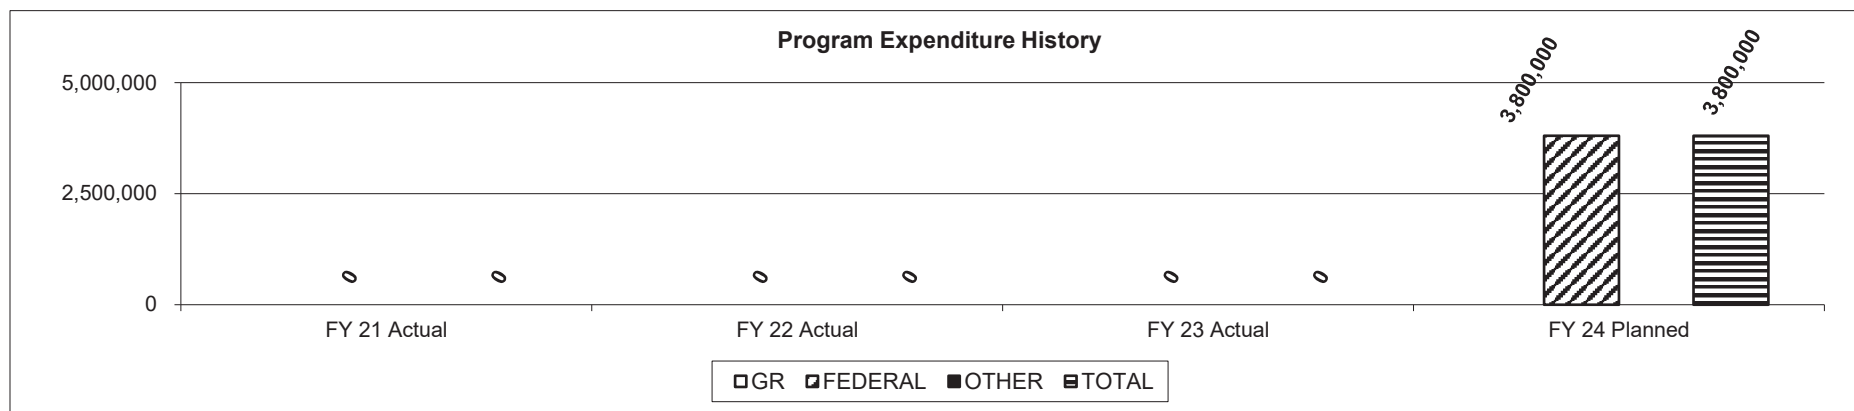 Program Expenditure History
5,000,000
2,500,000
0
0 0 0 0 0 0 3,800,000 3,800,000
FY 21 Actual FY 22 Actual FY 23 Actual FY 24 Planned
GR FEDERAL OTHER TOTAL